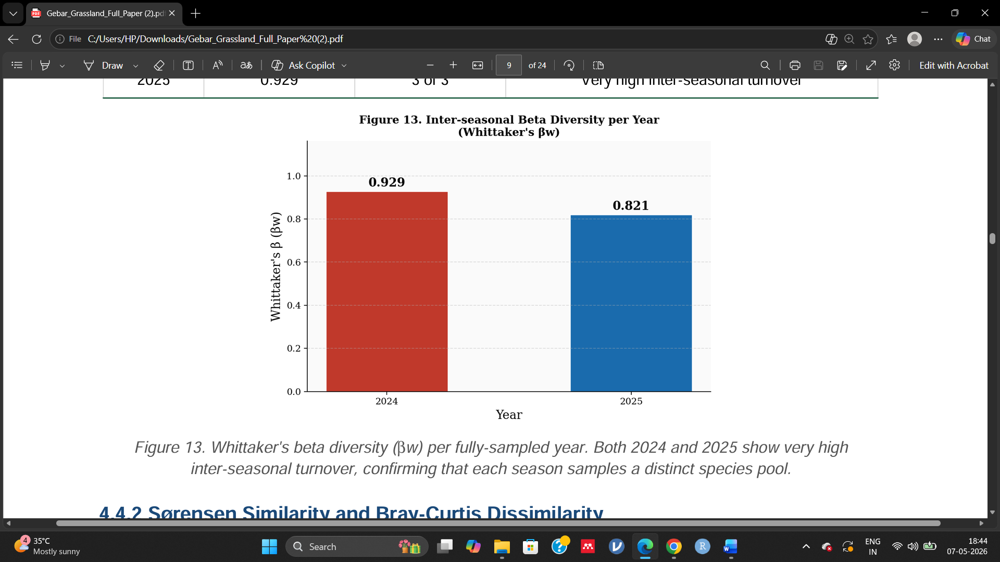 Gebar_Grassland_Full_Paper (2).pd
File C:/Users/HP/Downloads/Gebar_Grassland_Full_Paper%20(2).pdf
Chat
Draw
aあ
Ask Copilot
9 of 24
Edit with Acrobat
2025 0.929 3 of 3 Very high inter-seasonal turnover
Figure 13. Inter-seasonal Beta Diversity per Year
(Whittaker's βw)
Whittaker's β (βw)
1.0
0.8
0.6
0.4
0.2
0.0
0.929
0.821
2024
2025
Year
Figure 13. Whittaker's beta diversity (βw) per fully-sampled year. Both 2024 and 2025 show very high
inter-seasonal turnover, confirming that each season samples a distinct species pool.
4.4.2 Sørensen Similarity and Bray-Curtis Dissimilarity
4
35°C
Mostly sunny
Search
ENG
IN
18:44
07-05-2026